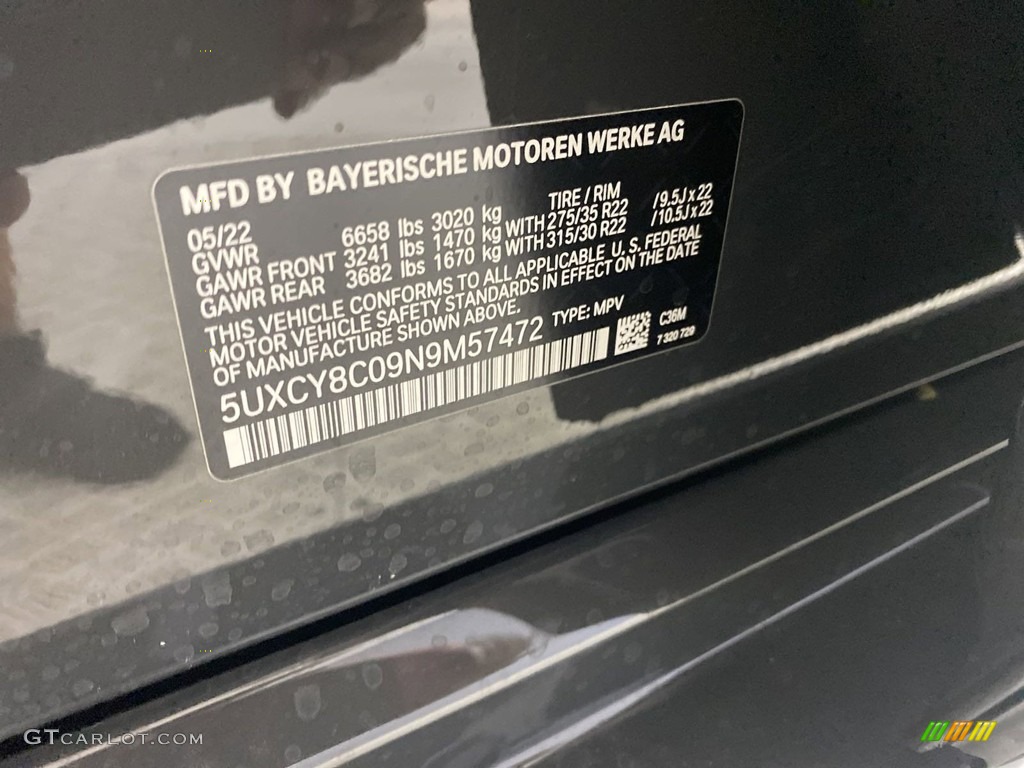 MFD BY BAYERISCHE MOTOREN WERKE AG
05/22 TIRE / RIM
GVWR 6658 lbs 3020 kg
GAWR FRONT 3241 lbs 1470 kg WITH 275/35 R22 /9.5J x 22
GAWR REAR 3682 lbs 1670 kg WITH 315/30 R22 /10.5J x 22
THIS VEHICLE CONFORMS TO ALL APPLICABLE U.S. FEDERAL
MOTOR VEHICLE SAFETY STANDARDS IN EFFECT ON THE DATE
OF MANUFACTURE SHOWN ABOVE.
5UXCY8C09N9M57472 TYPE: MPV
C36M
7 320 729
GTCARLOT.COM